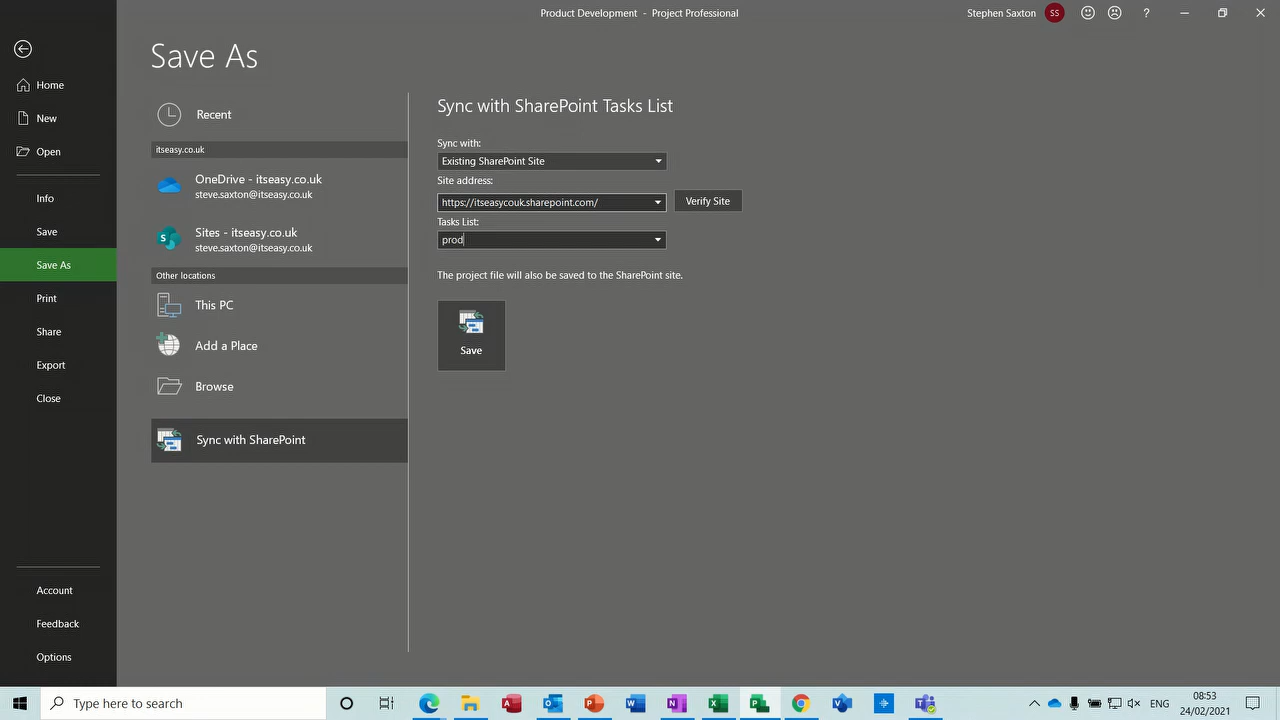 Product Development - Project Professional
Stephen Saxton
SS
?
Save As
Home
New
Open
Info
Save
Save As
Print
Share
Export
Close
Account
Feedback
Options
Recent
itseasy.co.uk
OneDrive - itseasy.co.uk
steve.saxton@itseasy.co.uk
Sites - itseasy.co.uk
steve.saxton@itseasy.co.uk
Other locations
This PC
Add a Place
Browse
Sync with SharePoint
Sync with SharePoint Tasks List
Sync with:
Existing SharePoint Site
Site address:
https://itseasycouk.sharepoint.com/
Verify Site
Tasks List:
prod
The project file will also be saved to the SharePoint site.
Save
Type here to search
ENG
08:53
24/02/2021